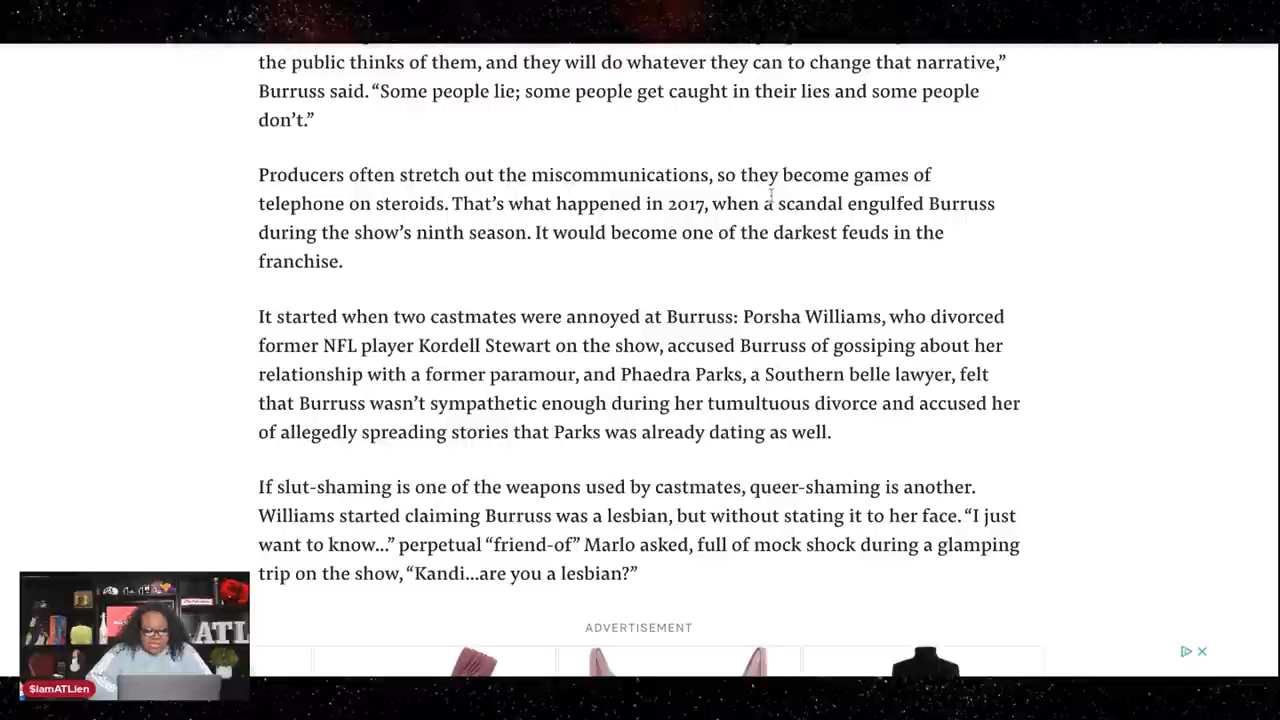 the public thinks of them, and they will do whatever they can to change that narrative,”
Burruss said. “Some people lie; some people get caught in their lies and some people
don’t.”
Producers often stretch out the miscommunications, so they become games of
telephone on steroids. That’s what happened in 2017, when a scandal engulfed Burruss
during the show’s ninth season. It would become one of the darkest feuds in the
franchise.
It started when two castmates were annoyed at Burruss: Porsha Williams, who divorced
former NFL player Kordell Stewart on the show, accused Burruss of gossiping about her
relationship with a former paramour, and Phaedra Parks, a Southern belle lawyer, felt
that Burruss wasn’t sympathetic enough during her tumultuous divorce and accused her
of allegedly spreading stories that Parks was already dating as well.
If slut-shaming is one of the weapons used by castmates, queer-shaming is another.
Williams started claiming Burruss was a lesbian, but without stating it to her face. “I just
want to know...” perpetual “friend-of” Marlo asked, full of mock shock during a glamping
trip on the show, “Kandi...are you a lesbian?”
ADVERTISEMENT
ATL
$IamATLien